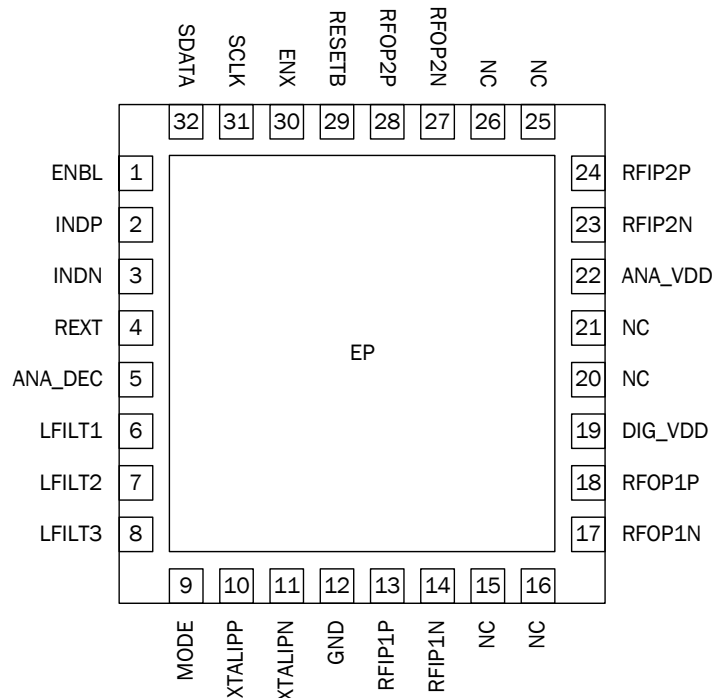 SDATA
SCLK
ENX
RESETB
RFOP2P
RFOP2N
NC
NC
32
31
30
29
28
27
26
25
ENBL 1
24 RFIP2P
INDP 2
23 RFIP2N
INDN 3
22 ANA_VDD
REXT 4
21 NC
EP
ANA_DEC 5
20 NC
LFILT1 6
19 DIG_VDD
LFILT2 7
18 RFOP1P
LFILT3 8
17 RFOP1N
9
10
11
12
13
14
15
16
MODE
XTALIPP
XTALIPN
GND
RFIP1P
RFIP1N
NC
NC